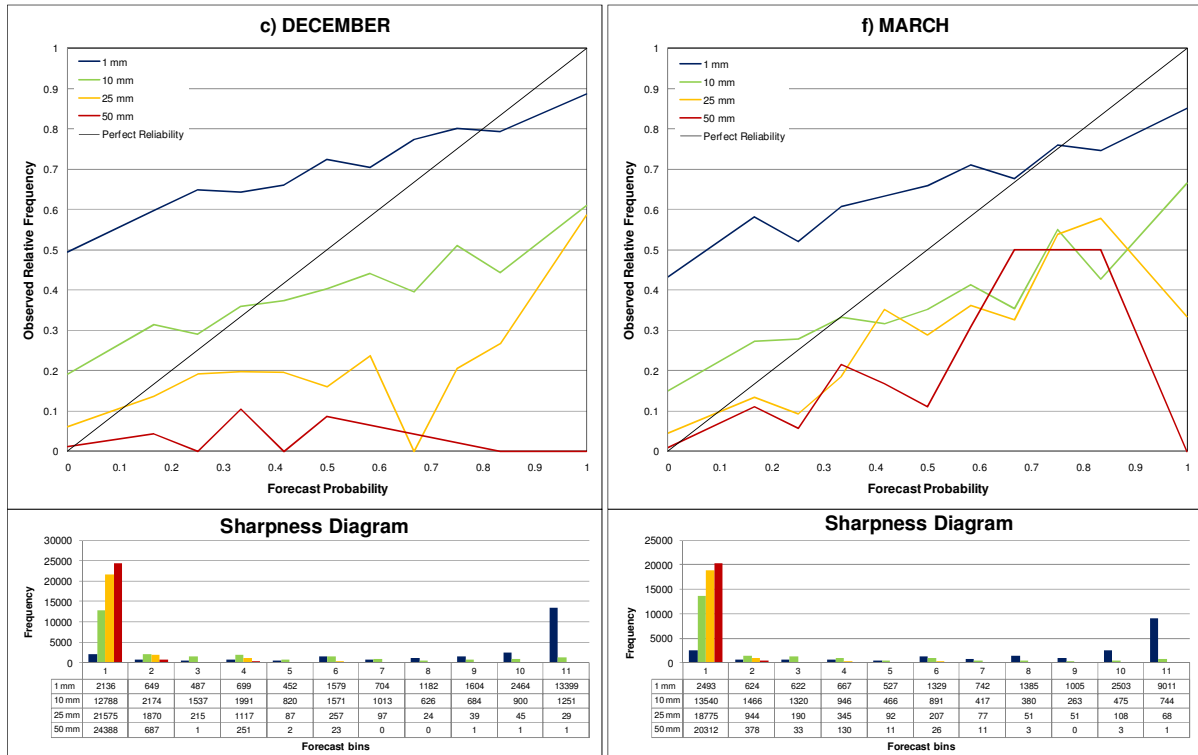 c) DECEMBER
1
0.9
0.8
0.7
0.6
0.5
0.4
0.3
0.2
0.1
0
Observed Relative Frequency
1 mm
10 mm
25 mm
50 mm
Perfect Reliability
0 0.1 0.2 0.3 0.4 0.5 0.6 0.7 0.8 0.9 1
Forecast Probability
Sharpness Diagram
30000
25000
20000
15000
10000
5000
0
Frequency
1 2 3 4 5 6 7 8 9 10 11
1 mm 2136 649 487 699 452 1579 704 1182 1604 2464 13399
10 mm 12788 2174 1537 1991 820 1571 1013 626 684 900 1251
25 mm 21575 1870 215 1117 87 257 97 24 39 45 29
50 mm 24388 687 1 251 2 23 0 0 1 1 1
Forecast bins
f) MARCH
1
0.9
0.8
0.7
0.6
0.5
0.4
0.3
0.2
0.1
0
Observed Relative Frequency
1 mm
10 mm
25 mm
50 mm
Perfect Reliability
0 0.1 0.2 0.3 0.4 0.5 0.6 0.7 0.8 0.9 1
Forecast Probability
Sharpness Diagram
25000
20000
15000
10000
5000
0
Frequency
1 2 3 4 5 6 7 8 9 10 11
1 mm 2493 624 622 667 527 1329 742 1385 1005 2503 9011
10 mm 13540 1466 1320 946 466 891 417 380 263 475 744
25 mm 18775 944 190 345 92 207 77 51 51 108 68
50 mm 20312 378 33 130 11 26 11 3 0 3 1
Forecast bins